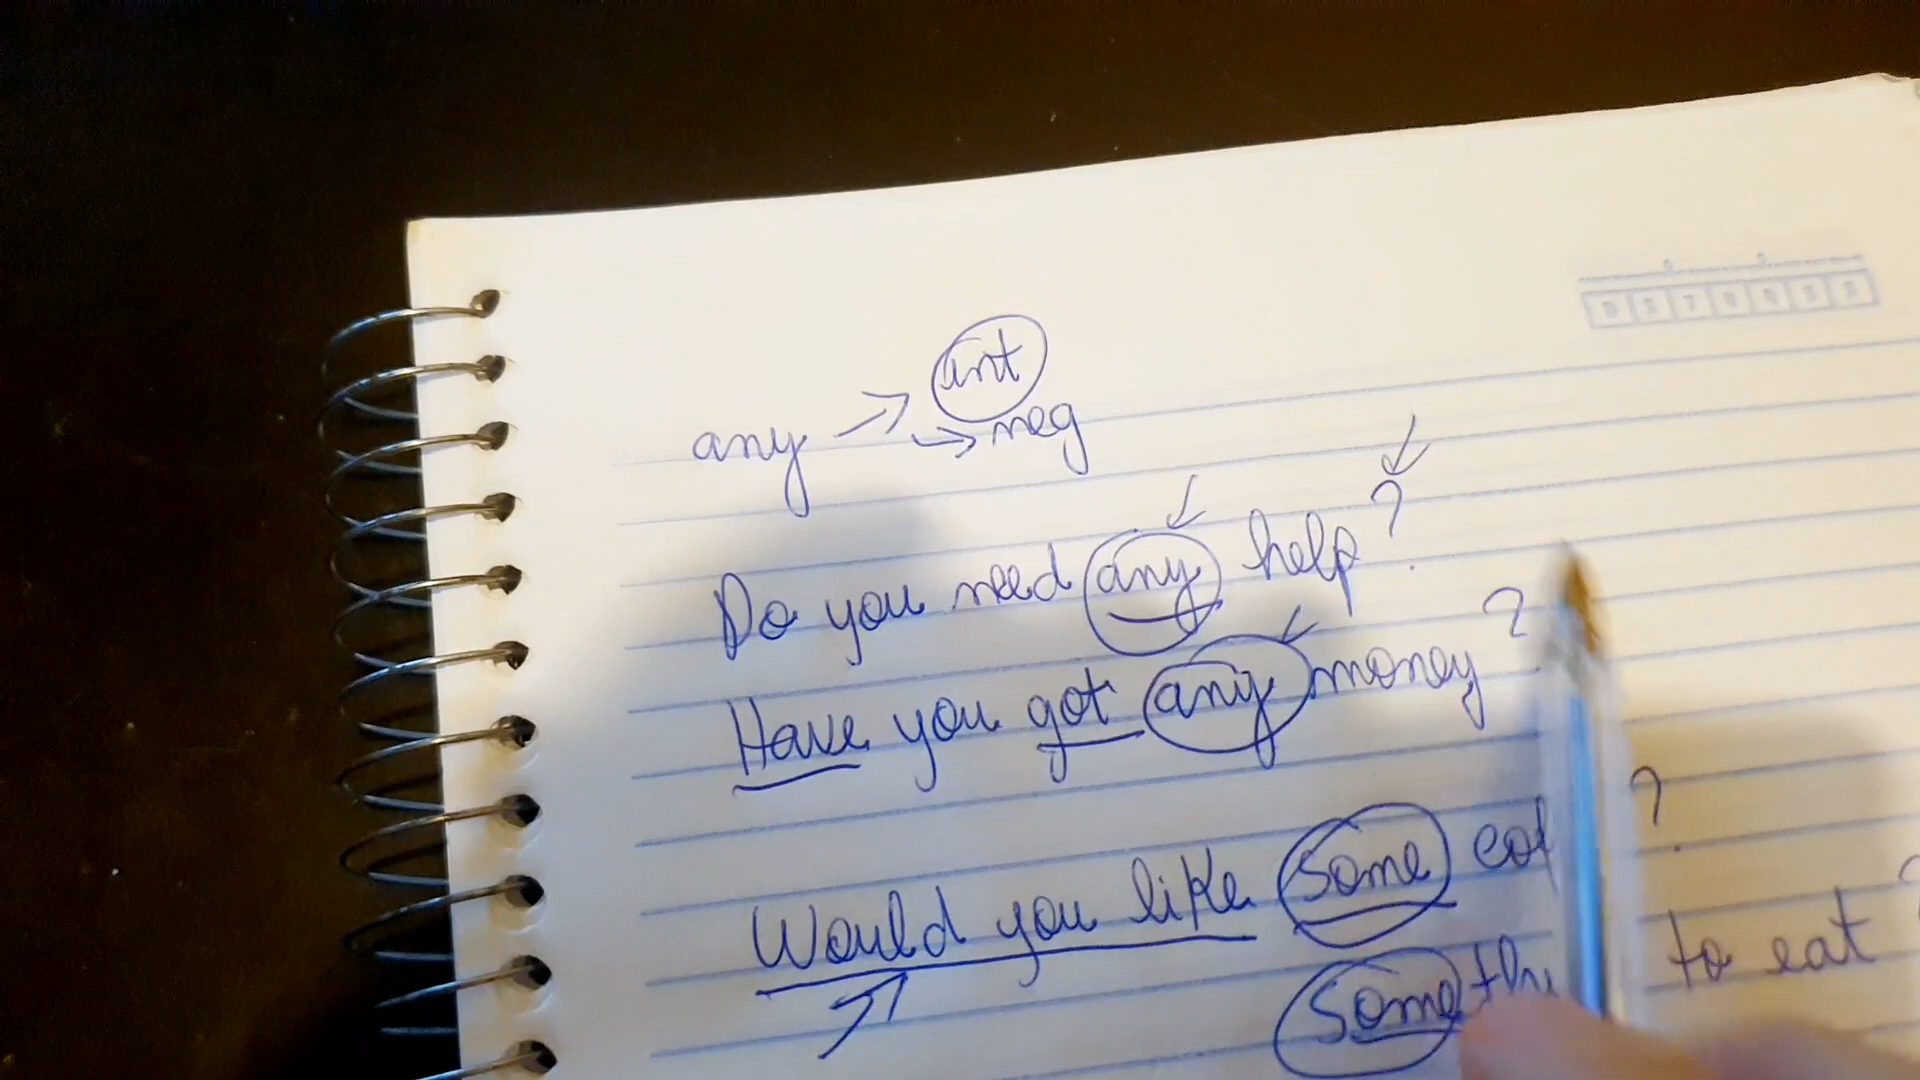 int
any → → neg
Do you need any help?
Have you got any money?
Would you like some ?
to eat ?